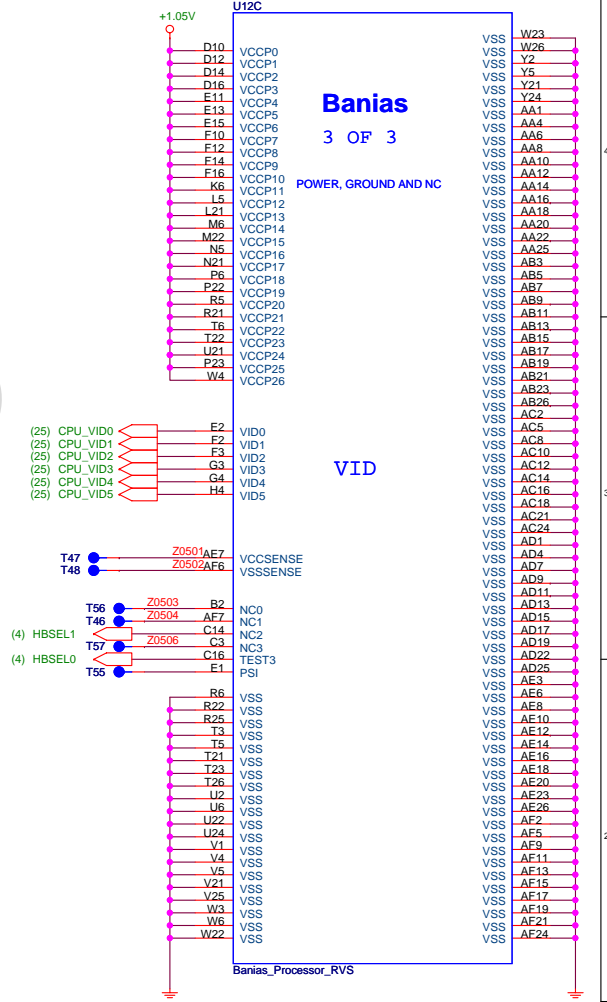 U12C
+1.05V
D10 VCCP0
D12 VCCP1
D14 VCCP2
D16 VCCP3
E11 VCCP4
E13 VCCP5
E15 VCCP6
F10 VCCP7
F12 VCCP8
F14 VCCP9
F16 VCCP10
K6 VCCP11
L5 VCCP12
L21 VCCP13
M6 VCCP14
M22 VCCP15
N5 VCCP16
N21 VCCP17
P6 VCCP18
P22 VCCP19
R5 VCCP20
R21 VCCP21
T6 VCCP22
T22 VCCP23
U21 VCCP24
P23 VCCP25
W4 VCCP26
(25) CPU_VID0 E2 VID0
(25) CPU_VID1 F2 VID1
(25) CPU_VID2 F3 VID2
(25) CPU_VID3 G3 VID3
(25) CPU_VID4 G4 VID4
(25) CPU_VID5 H4 VID5
T47 Z0501 AE7 VCCSENSE
T48 Z0502 AF6 VSSSENSE
T56 Z0503 B2 NC0
T46 Z0504 AF7 NC1
(4) HBSEL1 C14 NC2
T57 Z0506 C3 NC3
(4) HBSEL0 C16 TEST3
T55 E1 PSI
R6 VSS
R22 VSS
R25 VSS
T3 VSS
T5 VSS
T21 VSS
T23 VSS
T26 VSS
U2 VSS
U6 VSS
U22 VSS
U24 VSS
V1 VSS
V4 VSS
V5 VSS
V21 VSS
V25 VSS
W3 VSS
W6 VSS
W22 VSS
Banias
3 OF 3
POWER, GROUND AND NC
VID
VSS W23
VSS W26
VSS Y2
VSS Y5
VSS Y21
VSS Y24
VSS AA1
VSS AA4
VSS AA6
VSS AA8
VSS AA10
VSS AA12
VSS AA14
VSS AA16
VSS AA18
VSS AA20
VSS AA22
VSS AA25
VSS AB3
VSS AB5
VSS AB7
VSS AB9
VSS AB11
VSS AB13
VSS AB15
VSS AB17
VSS AB19
VSS AB21
VSS AB23
VSS AB26
VSS AC2
VSS AC5
VSS AC8
VSS AC10
VSS AC12
VSS AC14
VSS AC16
VSS AC18
VSS AC21
VSS AC24
VSS AD1
VSS AD4
VSS AD7
VSS AD9
VSS AD11
VSS AD13
VSS AD15
VSS AD17
VSS AD19
VSS AD22
VSS AD25
VSS AE3
VSS AE6
VSS AE8
VSS AE10
VSS AE12
VSS AE14
VSS AE16
VSS AE18
VSS AE20
VSS AE23
VSS AE26
VSS AF2
VSS AF5
VSS AF9
VSS AF11
VSS AF13
VSS AF15
VSS AF17
VSS AF19
VSS AF21
VSS AF24
Banias_Processor_RVS
4
3
2